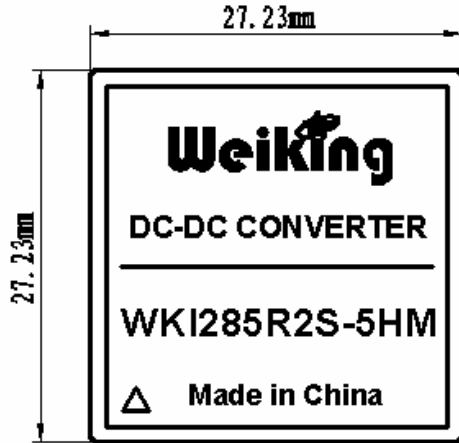 27.23mm
27.23mm
Weiking
DC-DC CONVERTER
WKI285R2S-5HM
Made in China